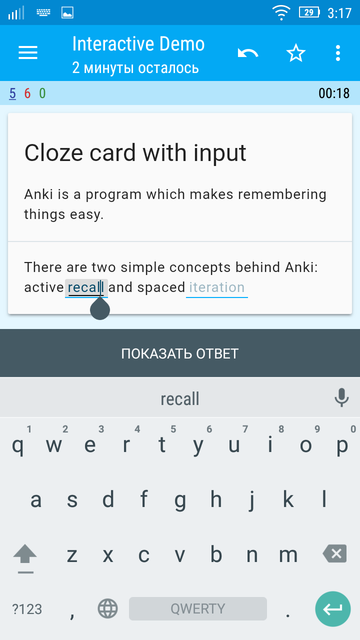 29 3:17
Interactive Demo
2 минуты осталось
5 6 0 00:18
Cloze card with input
Anki is a program which makes remembering
things easy.
There are two simple concepts behind Anki:
active recall and spaced iteration
ПОКАЗАТЬ ОТВЕТ
recall
1 2 3 4 5 6 7 8 9 0
q w e r t y u i o p
a s d f g h j k l
z x c v b n m
?123 , QWERTY .